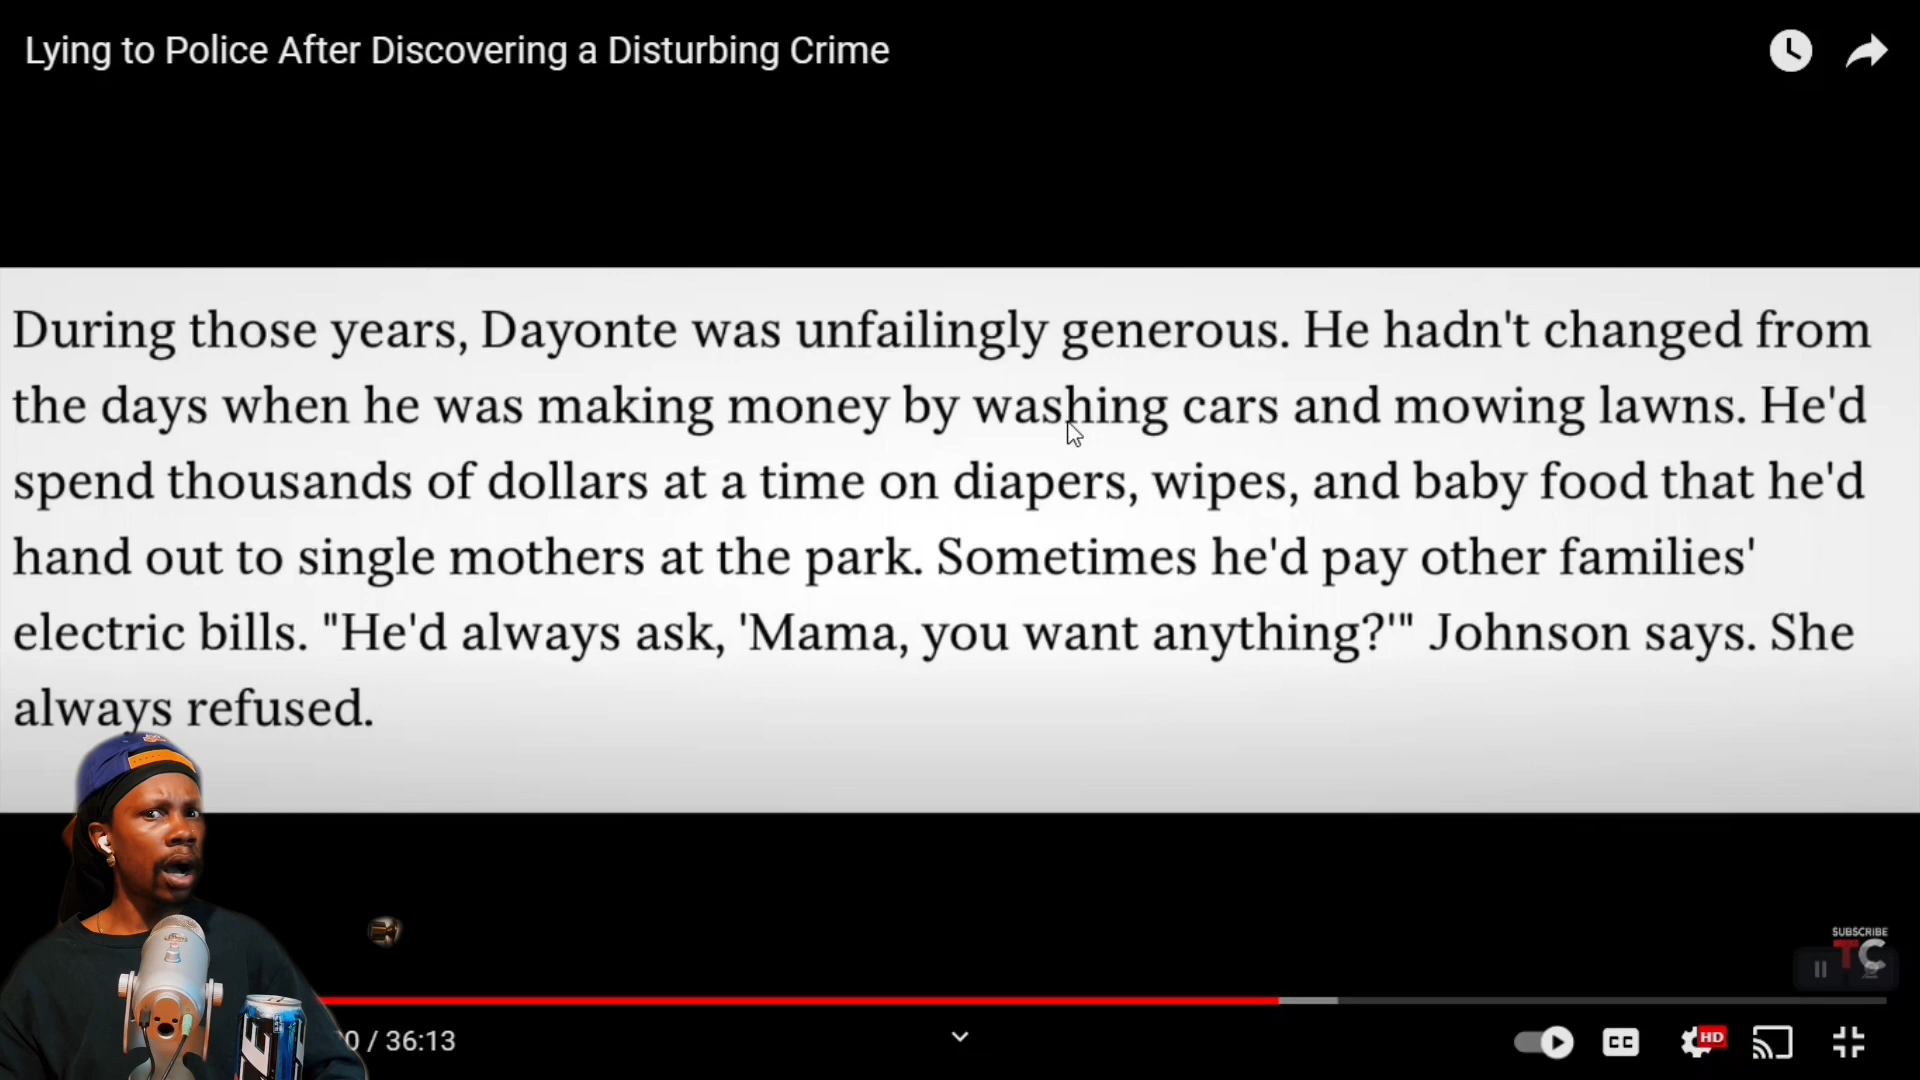 Lying to Police After Discovering a Disturbing Crime
During those years, Dayonte was unfailingly generous. He hadn't changed from
the days when he was making money by washing cars and mowing lawns. He'd
spend thousands of dollars at a time on diapers, wipes, and baby food that he'd
hand out to single mothers at the park. Sometimes he'd pay other families'
electric bills. "He'd always ask, 'Mama, you want anything?'" Johnson says. She
always refused.
SUBSCRIBE
TC
0 / 36:13
CC
HD